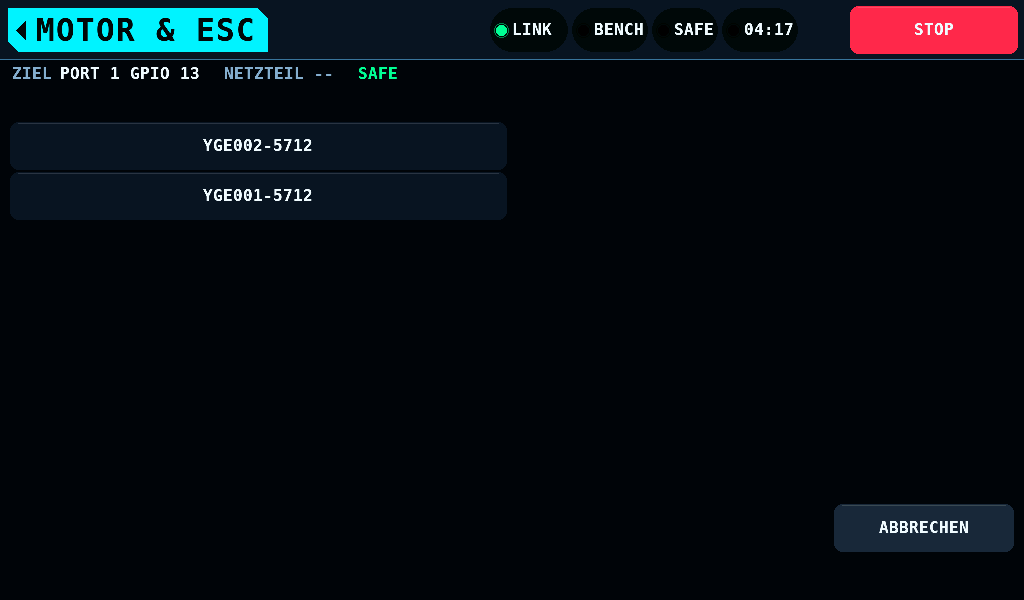 MOTOR & ESC LINK BENCH SAFE 04:17 STOP
ZIEL PORT 1 GPIO 13 NETZTEIL -- SAFE
YGE002-5712
YGE001-5712
ABBRECHEN